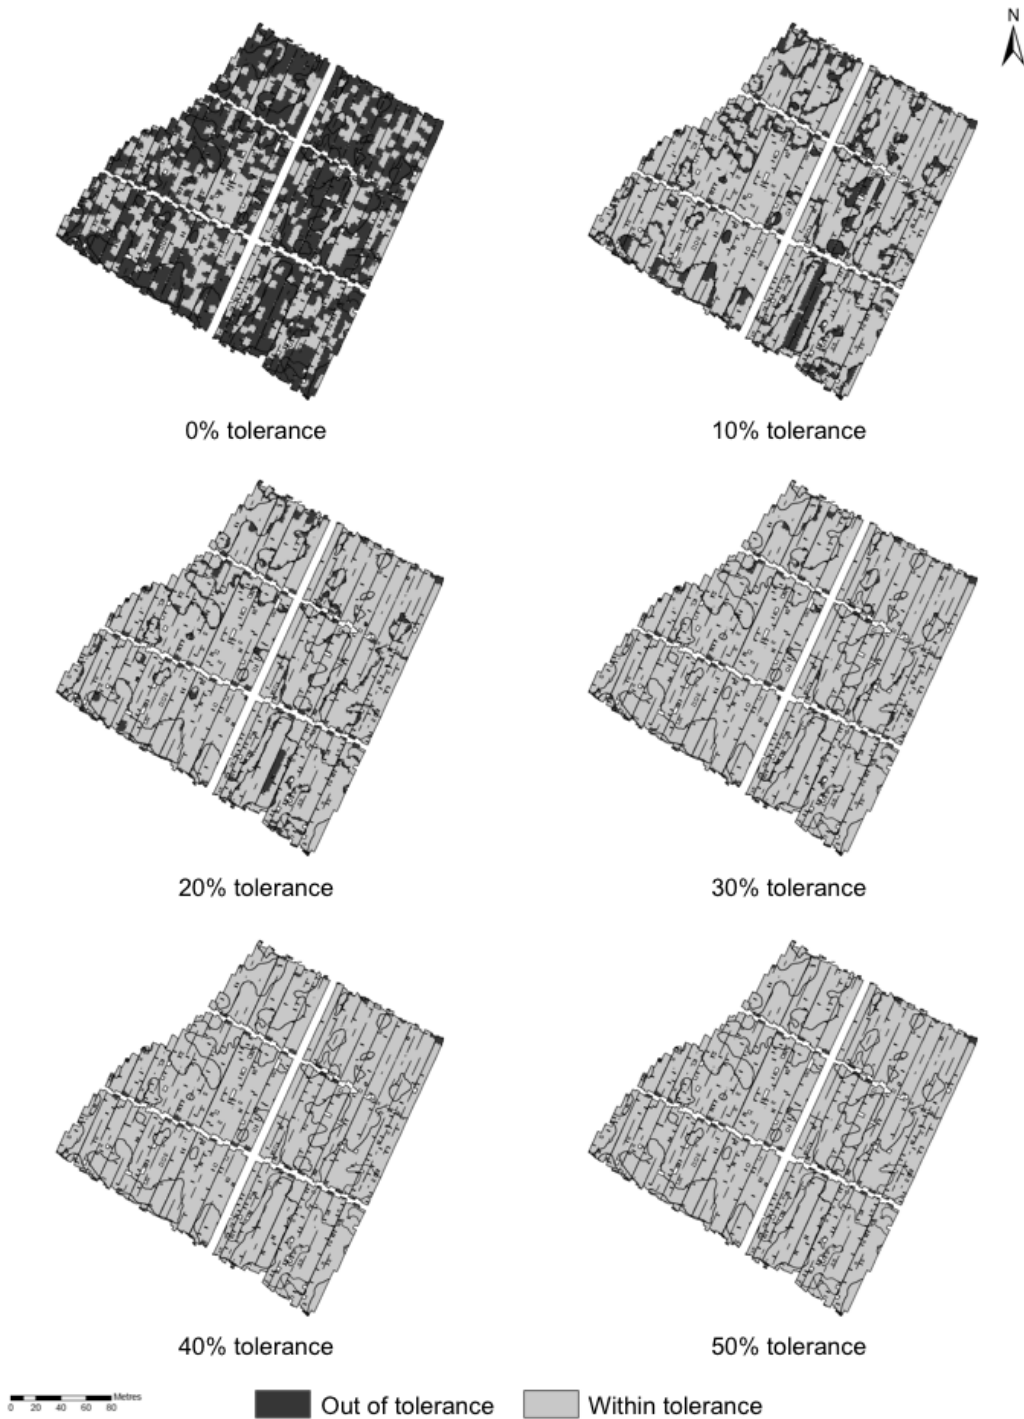 N
0% tolerance
10% tolerance
20% tolerance
30% tolerance
40% tolerance
50% tolerance
Metres
0 20 40 60 80
Out of tolerance
Within tolerance